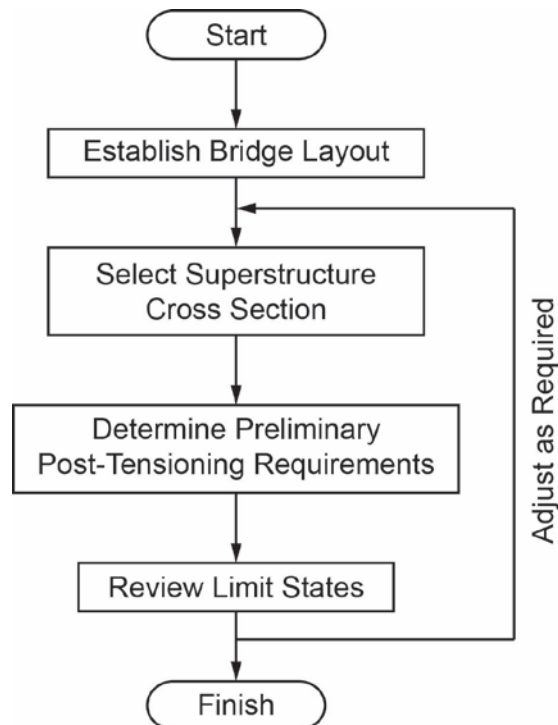 Start
Establish Bridge Layout
Select Superstructure
Cross Section
Determine Preliminary
Post-Tensioning Requirements
Review Limit States
Finish
Adjust as Required